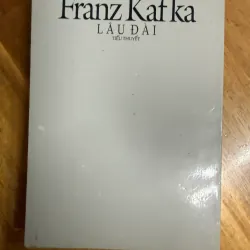 Franz Kafka
LÂU ĐÀI
TIỂU THUYẾT